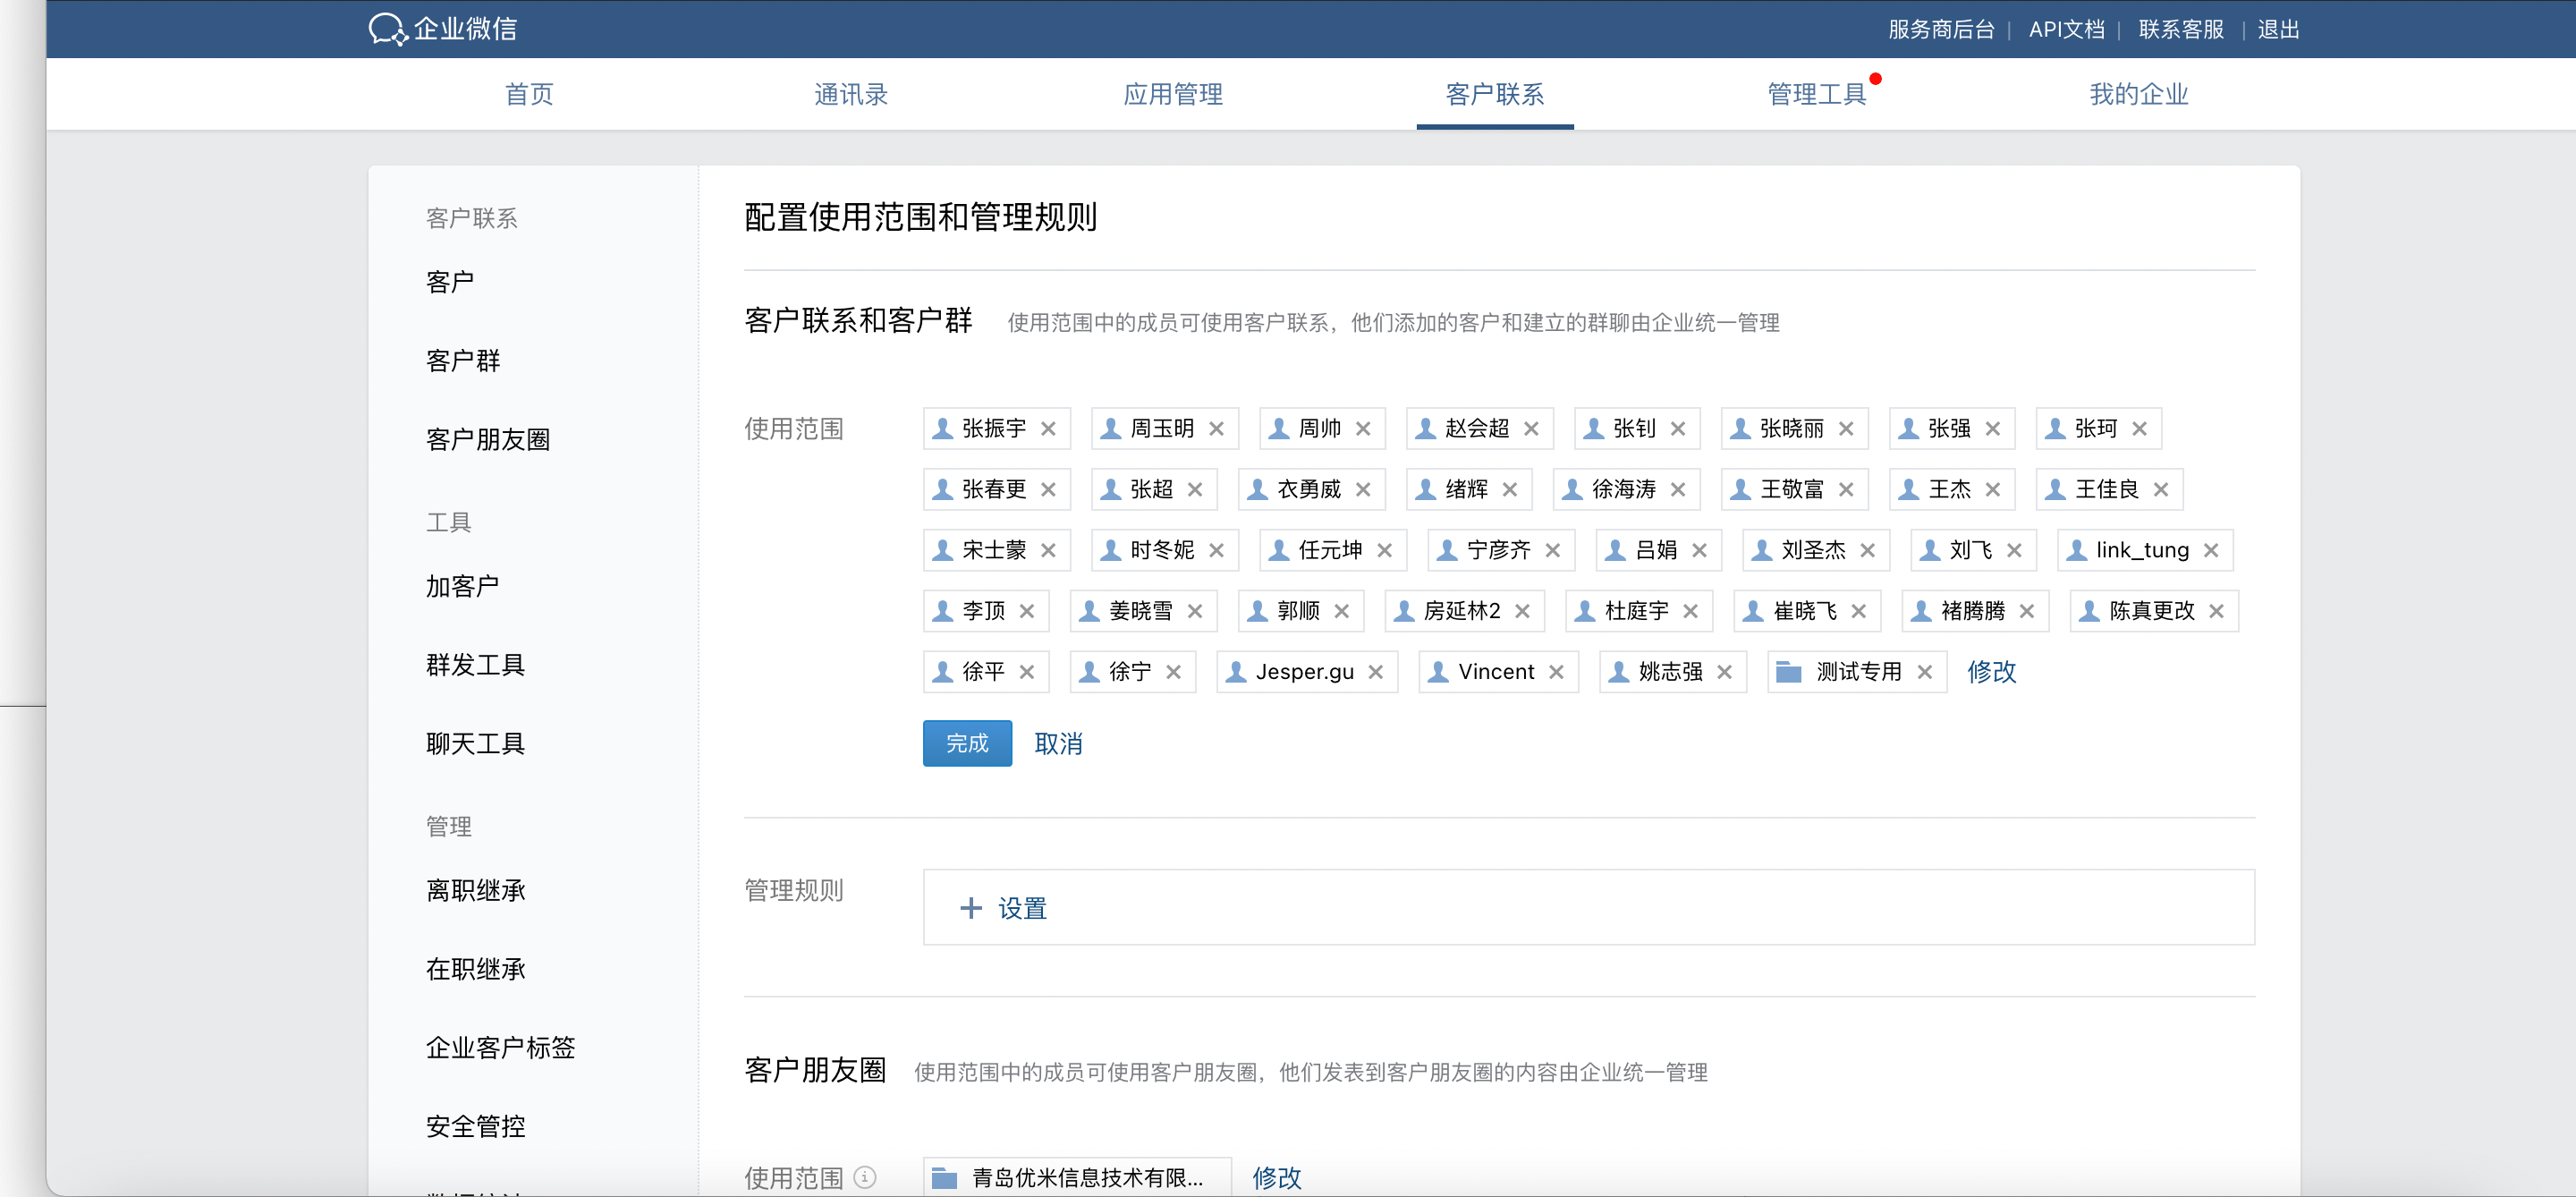 企业微信
服务商后台 | API文档 | 联系客服 | 退出
首页 通讯录 应用管理 客户联系 管理工具 我的企业
客户联系
客户
客户群
客户朋友圈
工具
加客户
群发工具
聊天工具
管理
离职继承
在职继承
企业客户标签
安全管控
配置使用范围和管理规则
客户联系和客户群 使用范围中的成员可使用客户联系，他们添加的客户和建立的群聊由企业统一管理
使用范围 张振宇 周玉明 周帅 赵会超 张钊 张晓丽 张强 张珂
张春更 张超 衣勇威 绪辉 徐海涛 王敬富 王杰 王佳良
宋士蒙 时冬妮 任元坤 宁彦齐 吕娟 刘圣杰 刘飞 link_tung
李顶 姜晓雪 郭顺 房延林2 杜庭宇 崔晓飞 褚腾腾 陈真更改
徐平 徐宁 Jesper.gu Vincent 姚志强 测试专用 修改
完成 取消
管理规则 + 设置
客户朋友圈 使用范围中的成员可使用客户朋友圈，他们发表到客户朋友圈的内容由企业统一管理
使用范围 青岛优米信息技术有限... 修改